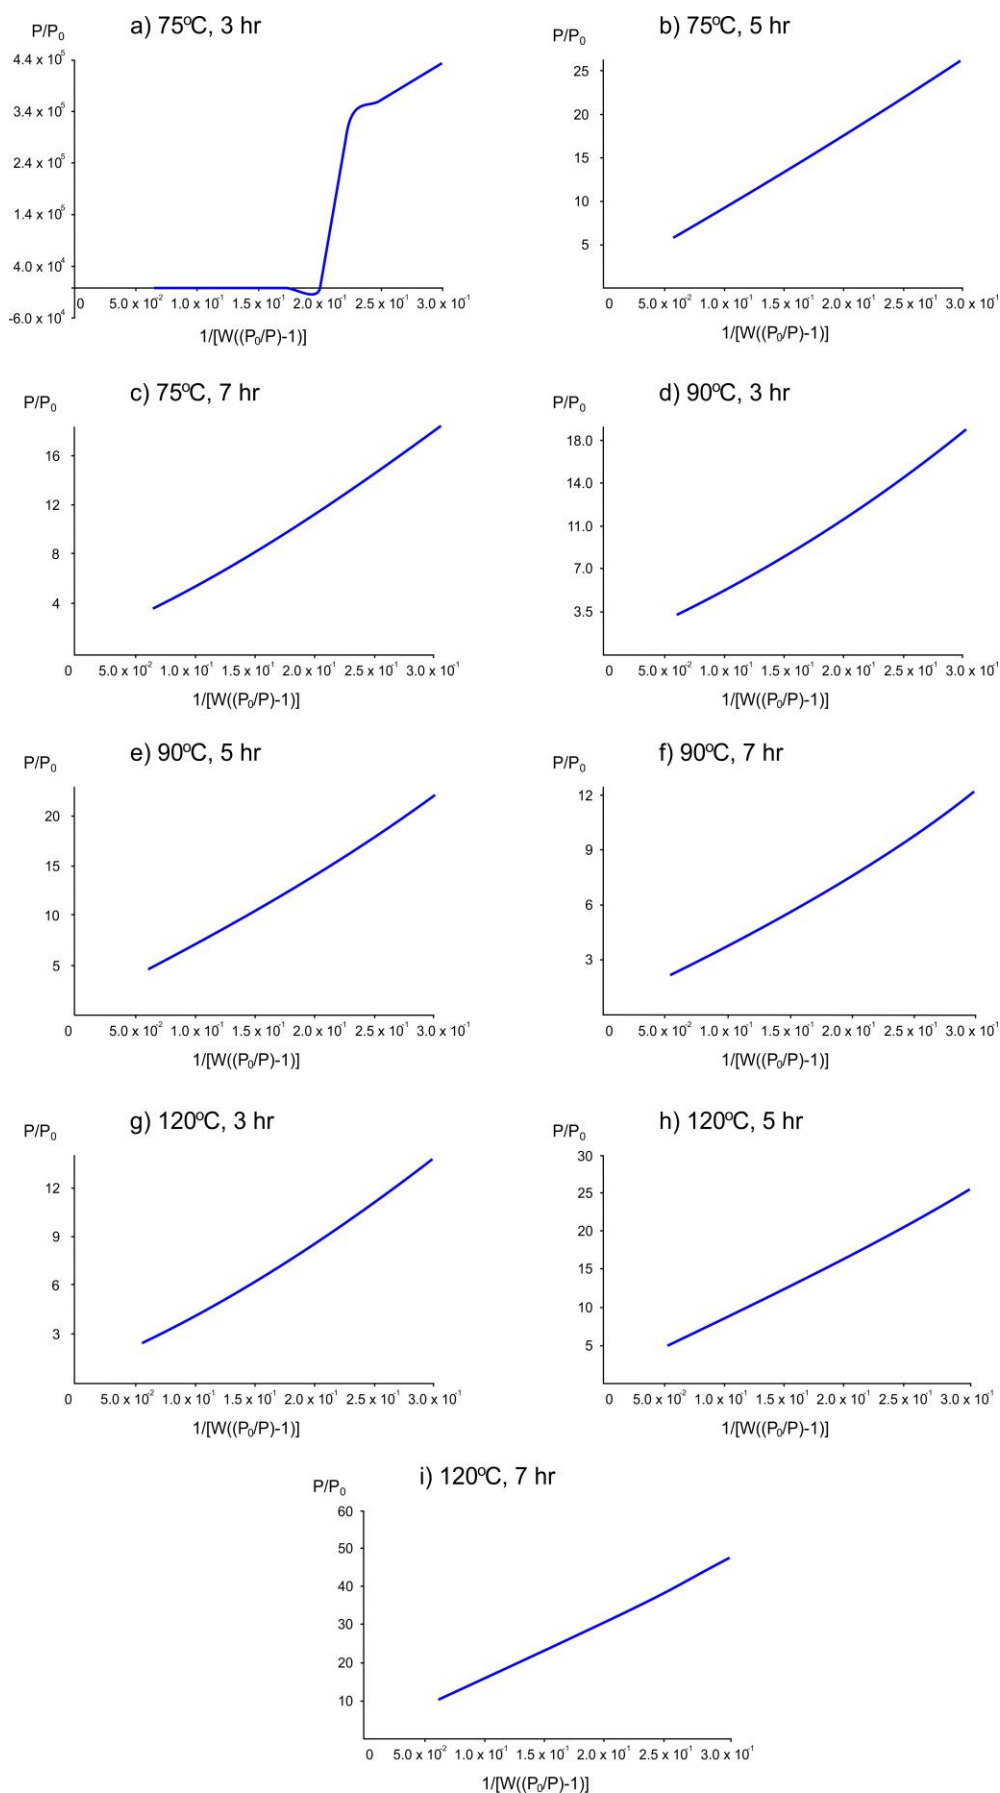 a) 75ºC, 3 hr
P/P₀
4.4 x 10⁵
3.4 x 10⁵
2.4 x 10⁵
1.4 x 10⁵
4.0 x 10⁴
-6.0 x 10⁴
0 5.0 x 10⁻² 1.0 x 10⁻¹ 1.5 x 10⁻¹ 2.0 x 10⁻¹ 2.5 x 10⁻¹ 3.0 x 10⁻¹
1/[W((P₀/P)-1)]
b) 75ºC, 5 hr
P/P₀
25
20
15
10
5
0 5.0 x 10⁻² 1.0 x 10⁻¹ 1.5 x 10⁻¹ 2.0 x 10⁻¹ 2.5 x 10⁻¹ 3.0 x 10⁻¹
1/[W((P₀/P)-1)]
c) 75ºC, 7 hr
P/P₀
16
12
8
4
0 5.0 x 10⁻² 1.0 x 10⁻¹ 1.5 x 10⁻¹ 2.0 x 10⁻¹ 2.5 x 10⁻¹ 3.0 x 10⁻¹
1/[W((P₀/P)-1)]
d) 90ºC, 3 hr
P/P₀
18.0
14.0
11.0
7.0
3.5
0 5.0 x 10⁻² 1.0 x 10⁻¹ 1.5 x 10⁻¹ 2.0 x 10⁻¹ 2.5 x 10⁻¹ 3.0 x 10⁻¹
1/[W((P₀/P)-1)]
e) 90ºC, 5 hr
P/P₀
20
15
10
5
0 5.0 x 10⁻² 1.0 x 10⁻¹ 1.5 x 10⁻¹ 2.0 x 10⁻¹ 2.5 x 10⁻¹ 3.0 x 10⁻¹
1/[W((P₀/P)-1)]
f) 90ºC, 7 hr
P/P₀
12
9
6
3
0 5.0 x 10⁻² 1.0 x 10⁻¹ 1.5 x 10⁻¹ 2.0 x 10⁻¹ 2.5 x 10⁻¹ 3.0 x 10⁻¹
1/[W((P₀/P)-1)]
g) 120ºC, 3 hr
P/P₀
12
9
6
3
0 5.0 x 10⁻² 1.0 x 10⁻¹ 1.5 x 10⁻¹ 2.0 x 10⁻¹ 2.5 x 10⁻¹ 3.0 x 10⁻¹
1/[W((P₀/P)-1)]
h) 120ºC, 5 hr
P/P₀
30
25
20
15
10
5
0 5.0 x 10⁻² 1.0 x 10⁻¹ 1.5 x 10⁻¹ 2.0 x 10⁻¹ 2.5 x 10⁻¹ 3.0 x 10⁻¹
1/[W((P₀/P)-1)]
i) 120ºC, 7 hr
P/P₀
60
50
40
30
20
10
0 5.0 x 10⁻² 1.0 x 10⁻¹ 1.5 x 10⁻¹ 2.0 x 10⁻¹ 2.5 x 10⁻¹ 3.0 x 10⁻¹
1/[W((P₀/P)-1)]